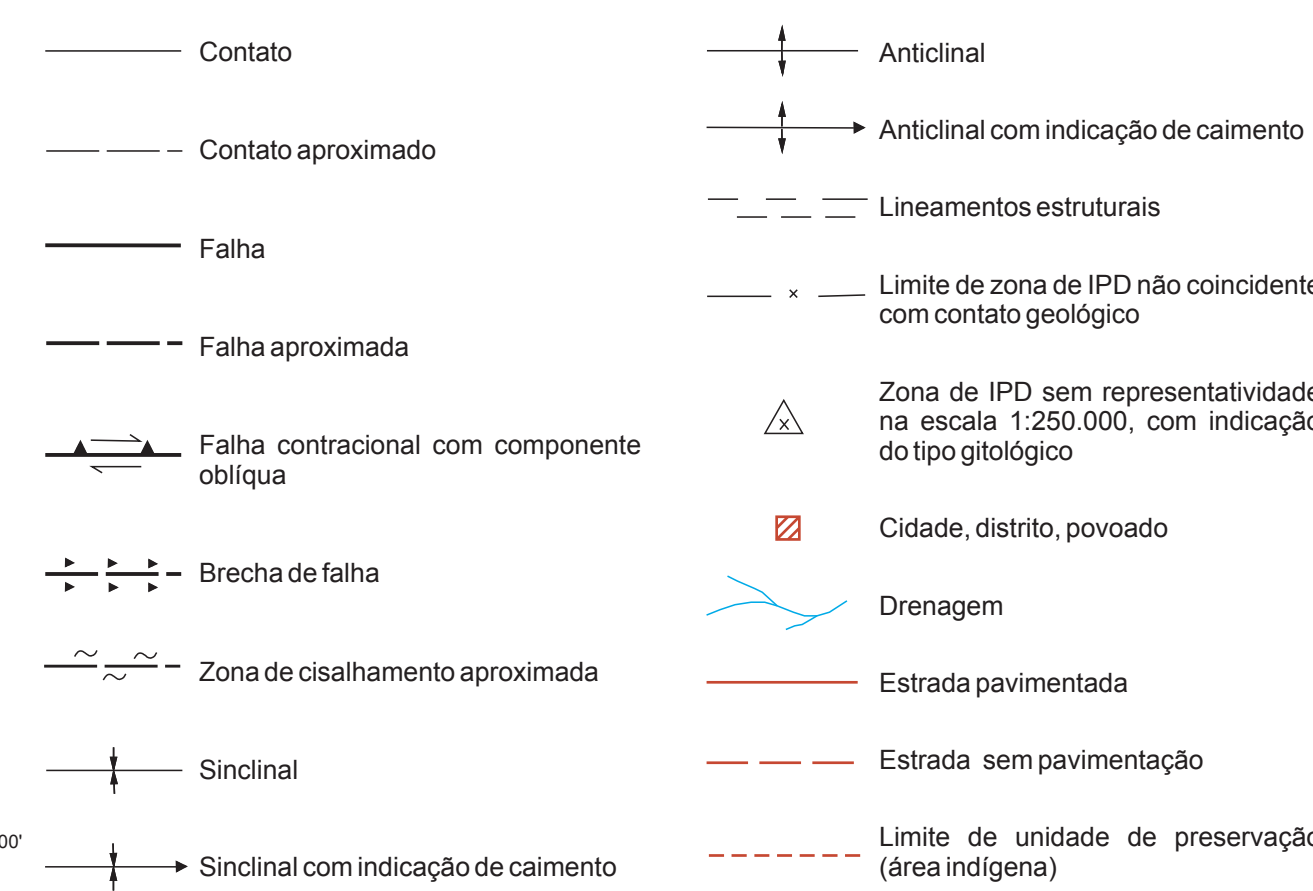 Contato
Contato aproximado
Falha
Falha aproximada
Falha contracional com componente
oblíqua
Brecha de falha
Zona de cisalhamento aproximada
Sinclinal
00'
Sinclinal com indicação de caimento
Anticlinal
Anticlinal com indicação de caimento
Lineamentos estruturais
Limite de zona de IPD não coincidente
com contato geológico
Zona de IPD sem representatividade
na escala 1:250.000, com indicação
do tipo gitológico
Cidade, distrito, povoado
Drenagem
Estrada pavimentada
Estrada sem pavimentação
Limite de unidade de preservação
(área indígena)